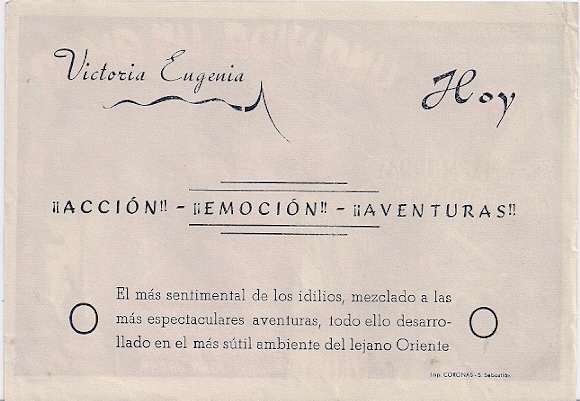 Victoria Eugenia
Hoy
¡¡ACCIÓN!! - ¡¡EMOCIÓN!! - ¡¡AVENTURAS!!
El más sentimental de los idilios, mezclado a las
más espectaculares aventuras, todo ello desarro-
llado en el más sútil ambiente del lejano Oriente
Imp. CORONAS - S. Sebastián